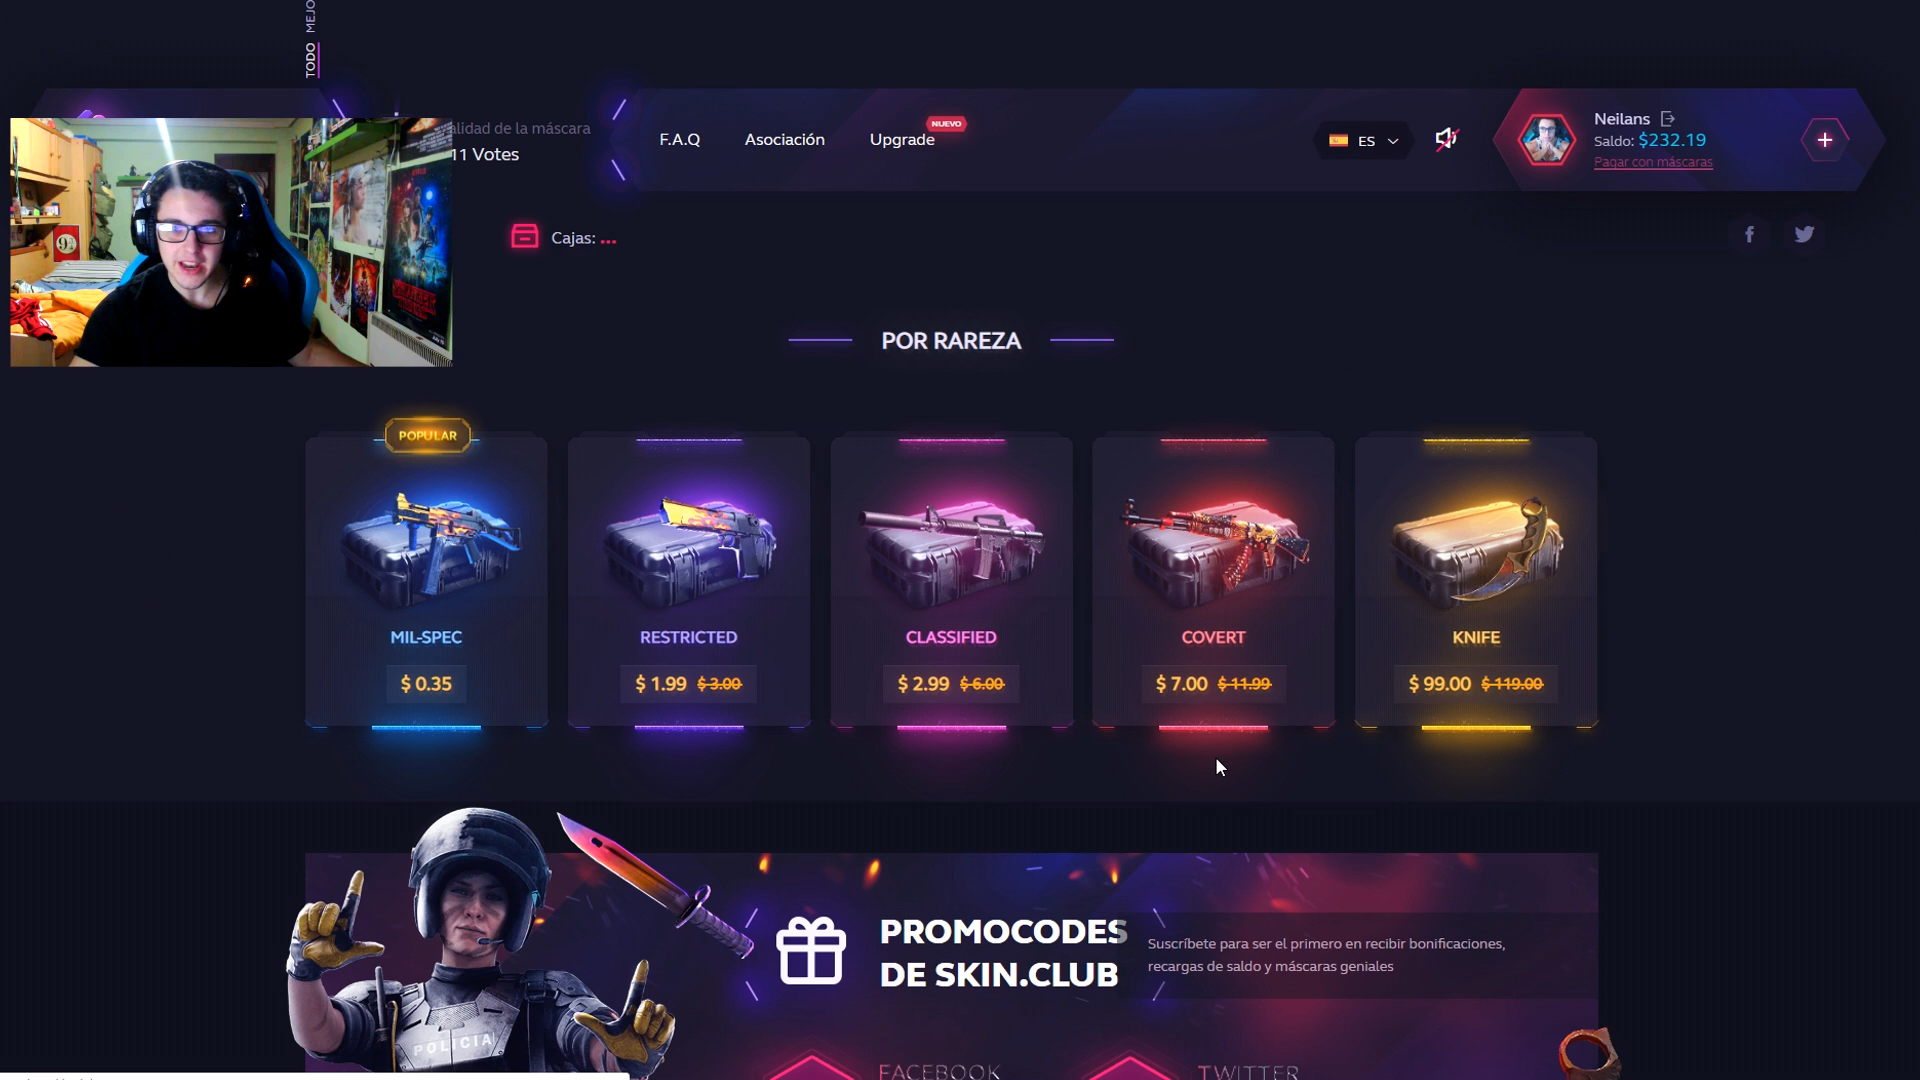 TODO
alidad de la máscara
11 Votes
F.A.Q
Asociación
Upgrade
NUEVO
ES
Neilans
Saldo: $232.19
Pagar con máscaras
Cajas: ...
POR RAREZA
POPULAR
MIL-SPEC
$ 0.35
RESTRICTED
$ 1.99 $ 3.00
CLASSIFIED
$ 2.99 $ 6.00
COVERT
$ 7.00 $ 11.99
KNIFE
$ 99.00 $ 119.00
POLICIA
PROMOCODES
DE SKIN.CLUB
Suscríbete para ser el primero en recibir bonificaciones,
recargas de saldo y máscaras geniales
FACEBOOK
TWITTER